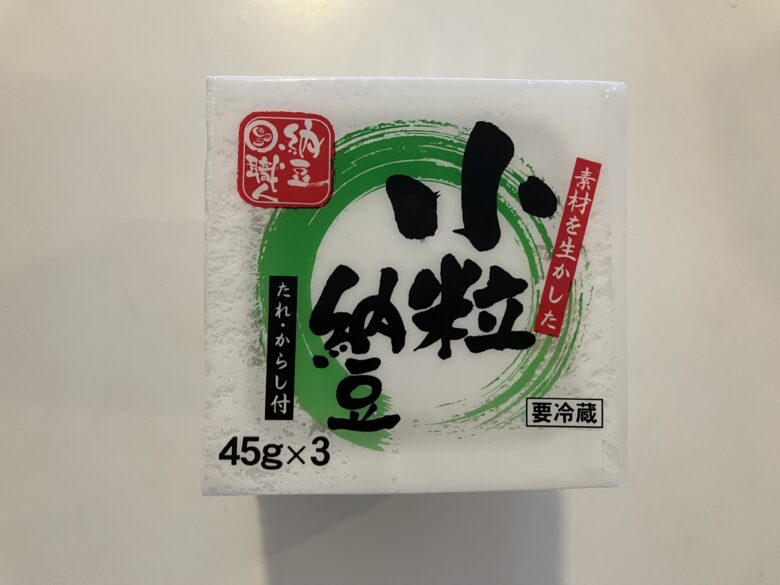 納豆
職人
小粒
納豆
素材を生かした
たれ・からし付
要冷蔵
45g×3